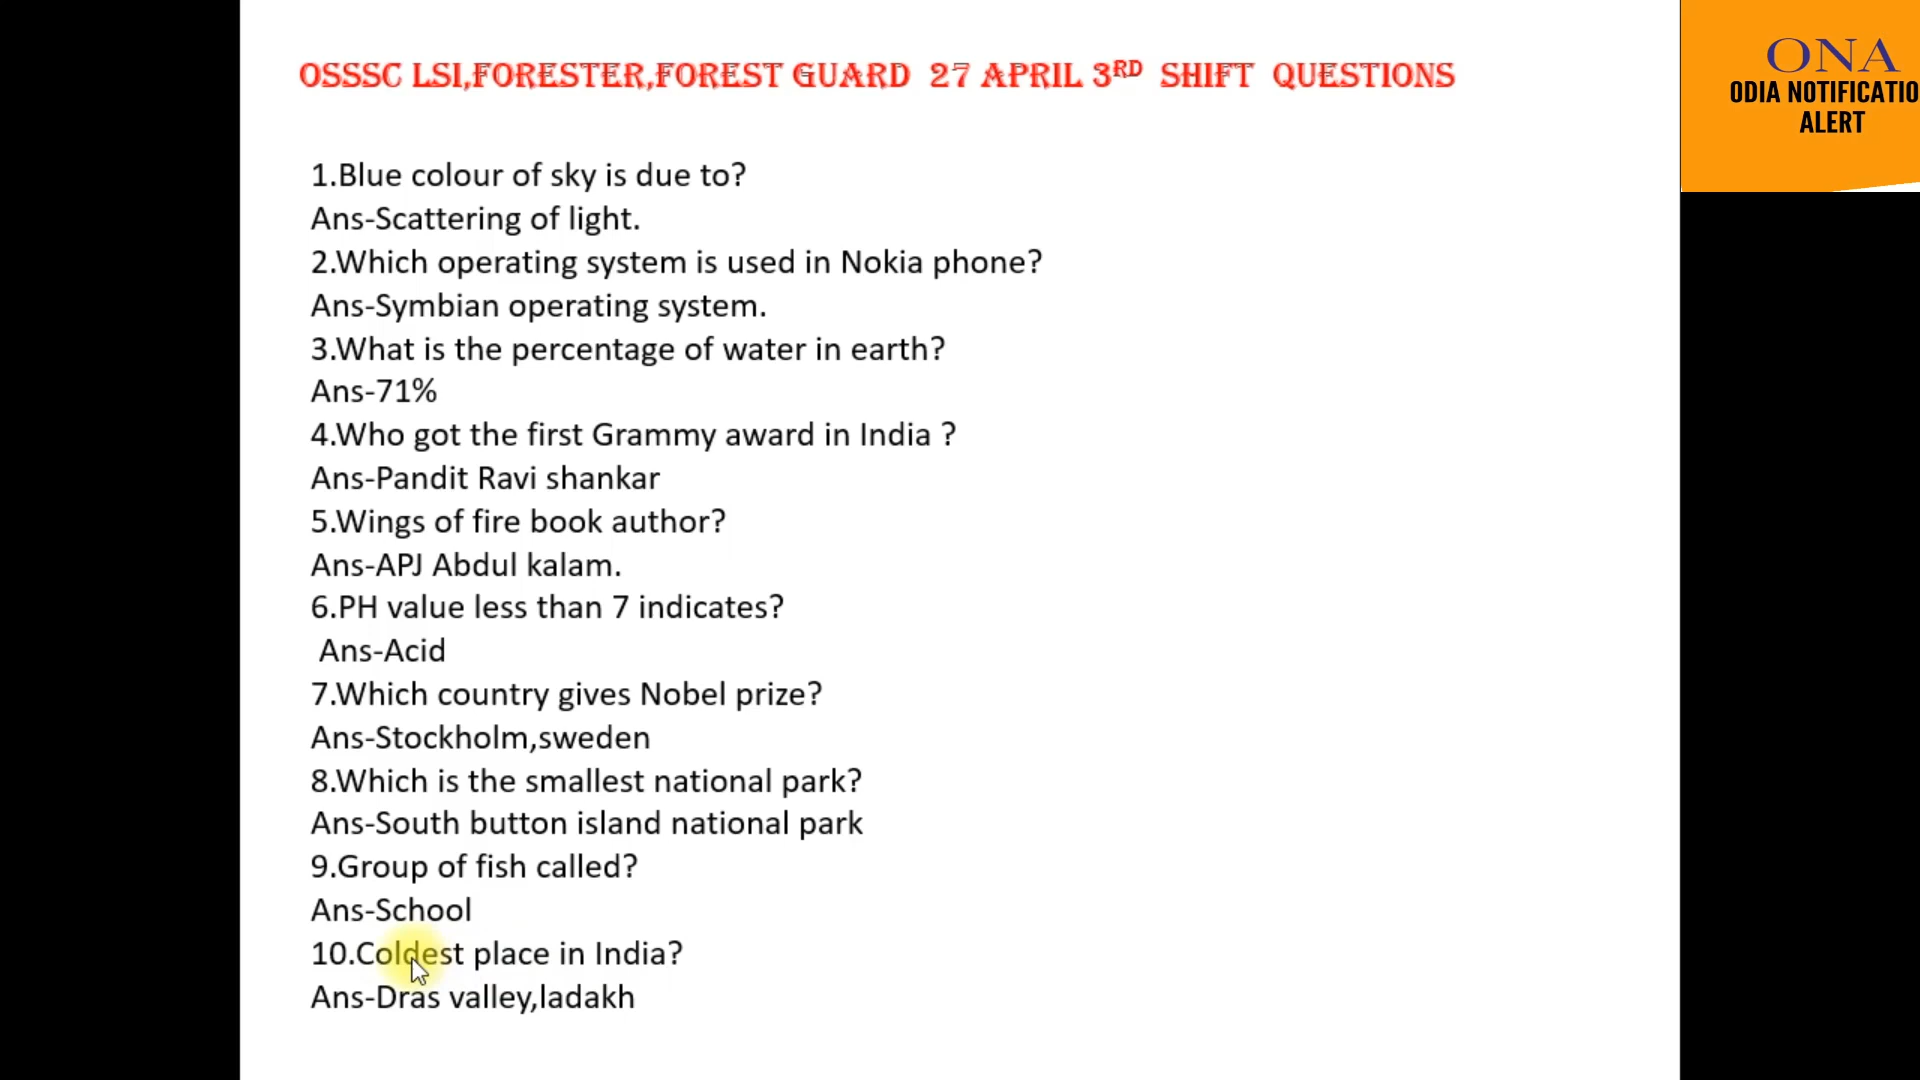 OSSSC LSI,FORESTER,FOREST GUARD 27 APRIL 3RD SHIFT QUESTIONS
ONA
ODIA NOTIFICATIO
ALERT
1.Blue colour of sky is due to?
Ans-Scattering of light.
2.Which operating system is used in Nokia phone?
Ans-Symbian operating system.
3.What is the percentage of water in earth?
Ans-71%
4.Who got the first Grammy award in India ?
Ans-Pandit Ravi shankar
5.Wings of fire book author?
Ans-APJ Abdul kalam.
6.PH value less than 7 indicates?
Ans-Acid
7.Which country gives Nobel prize?
Ans-Stockholm,sweden
8.Which is the smallest national park?
Ans-South button island national park
9.Group of fish called?
Ans-School
10.Coldest place in India?
Ans-Dras valley,ladakh